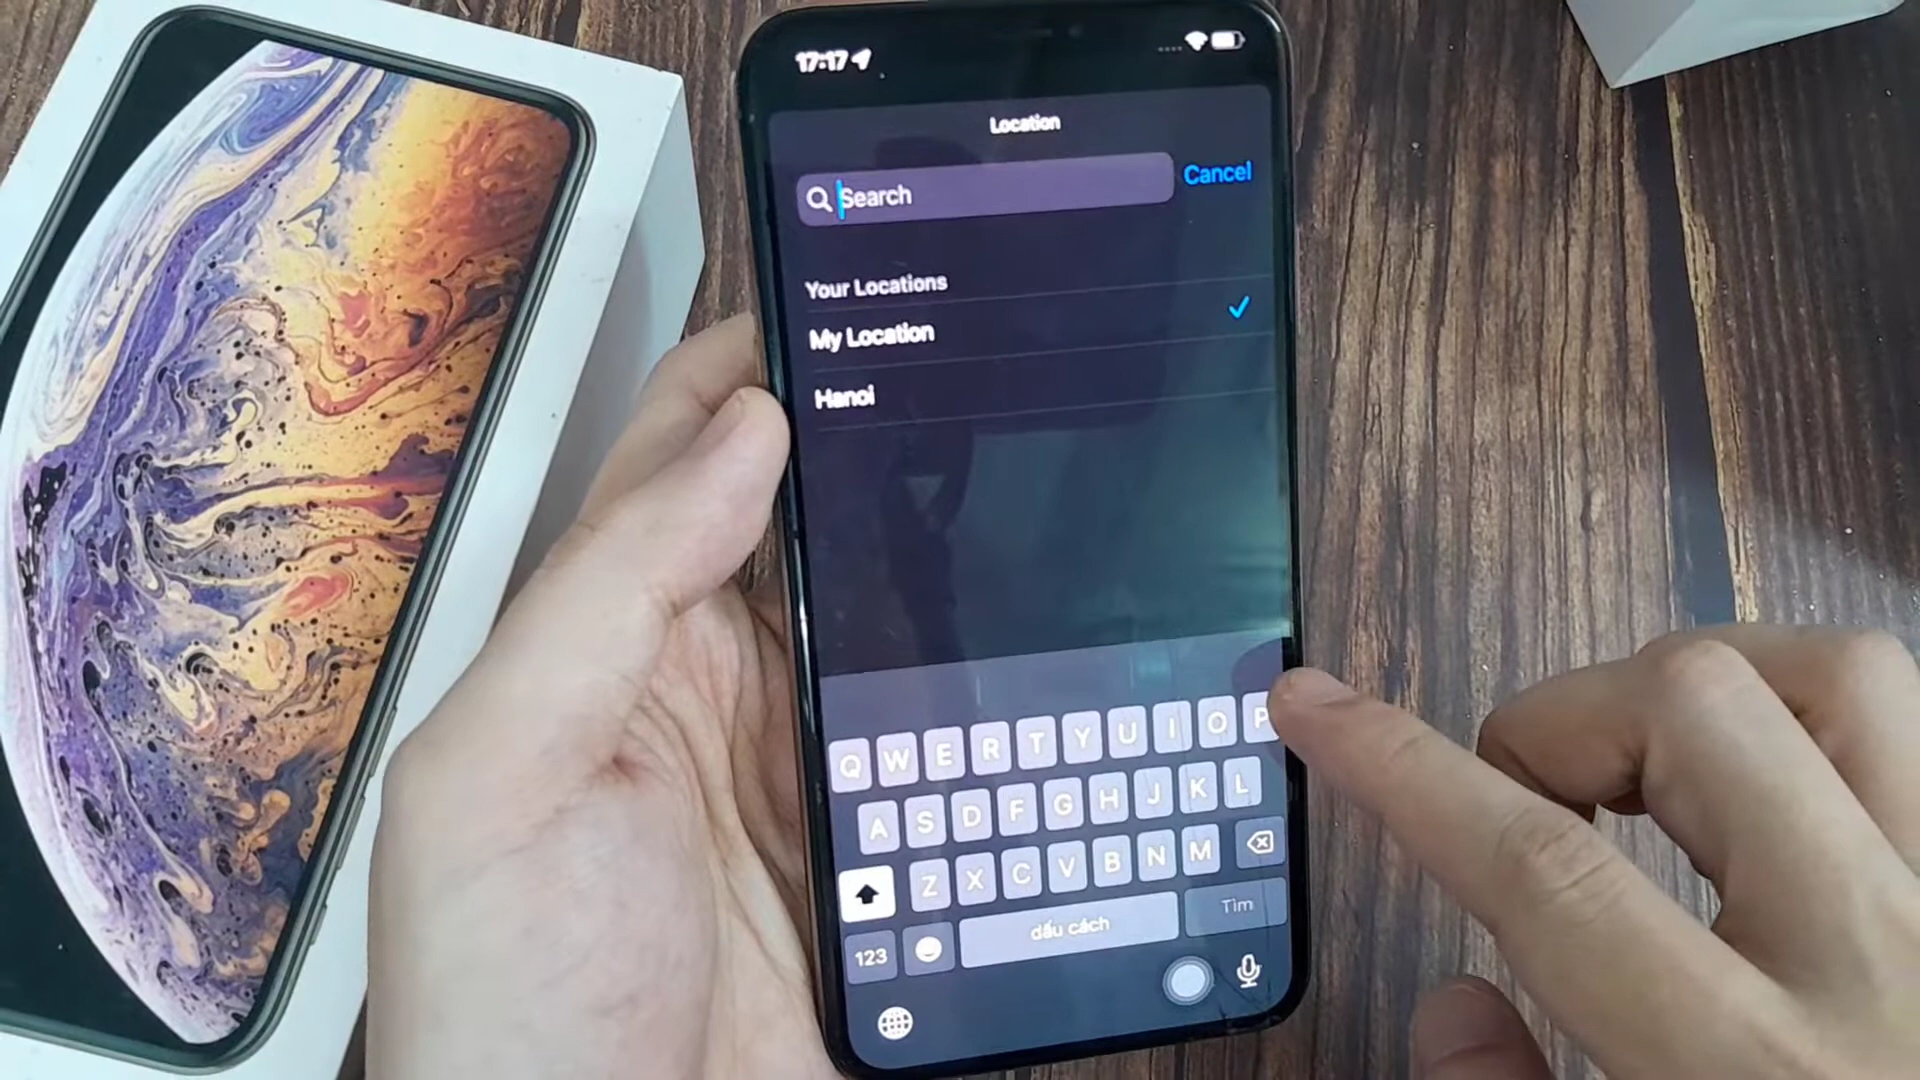 17:17
Location
Search
Cancel
Your Locations
My Location
Hanoi
Q W E R T Y U I O P
A S D F G H J K L
Z X C V B N M
123
dấu cách
Tìm